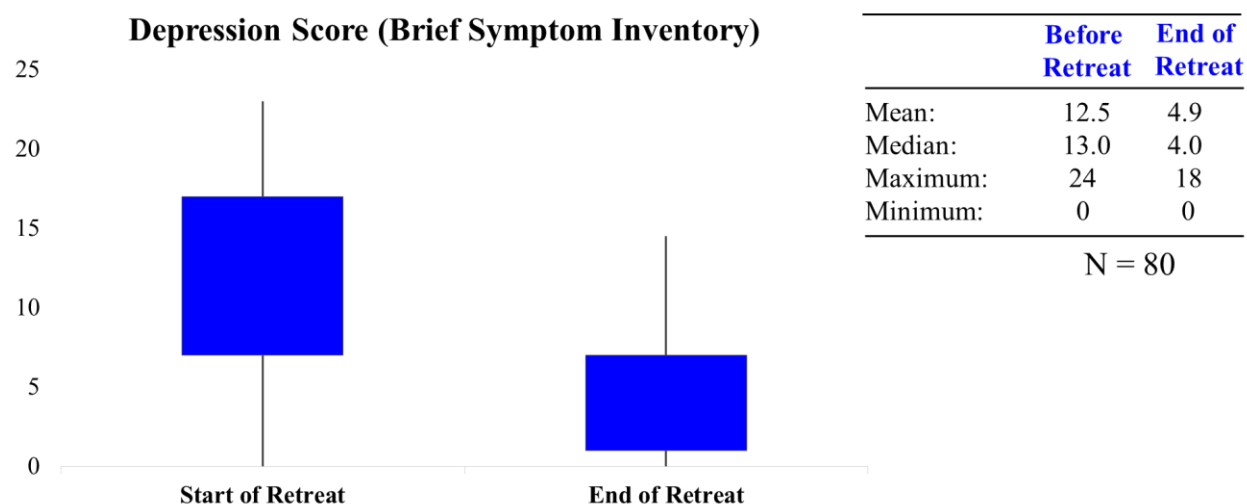 Depression Score (Brief Symptom Inventory)
25
20
15
10
5
0
Start of Retreat End of Retreat
Before End of
Retreat Retreat
Mean: 12.5 4.9
Median: 13.0 4.0
Maximum: 24 18
Minimum: 0 0
N = 80